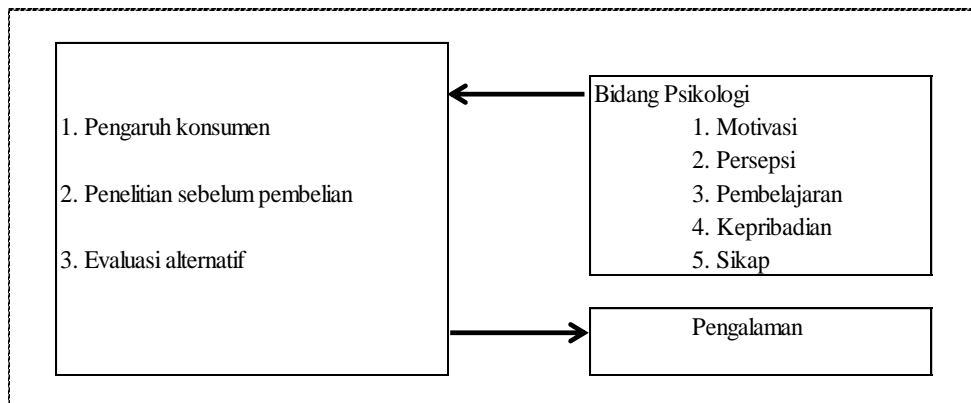 1. Pengaruh konsumen
2. Penelitian sebelum pembelian
3. Evaluasi alternatif
Bidang Psikologi
1. Motivasi
2. Persepsi
3. Pembelajaran
4. Kepribadian
5. Sikap
Pengalaman